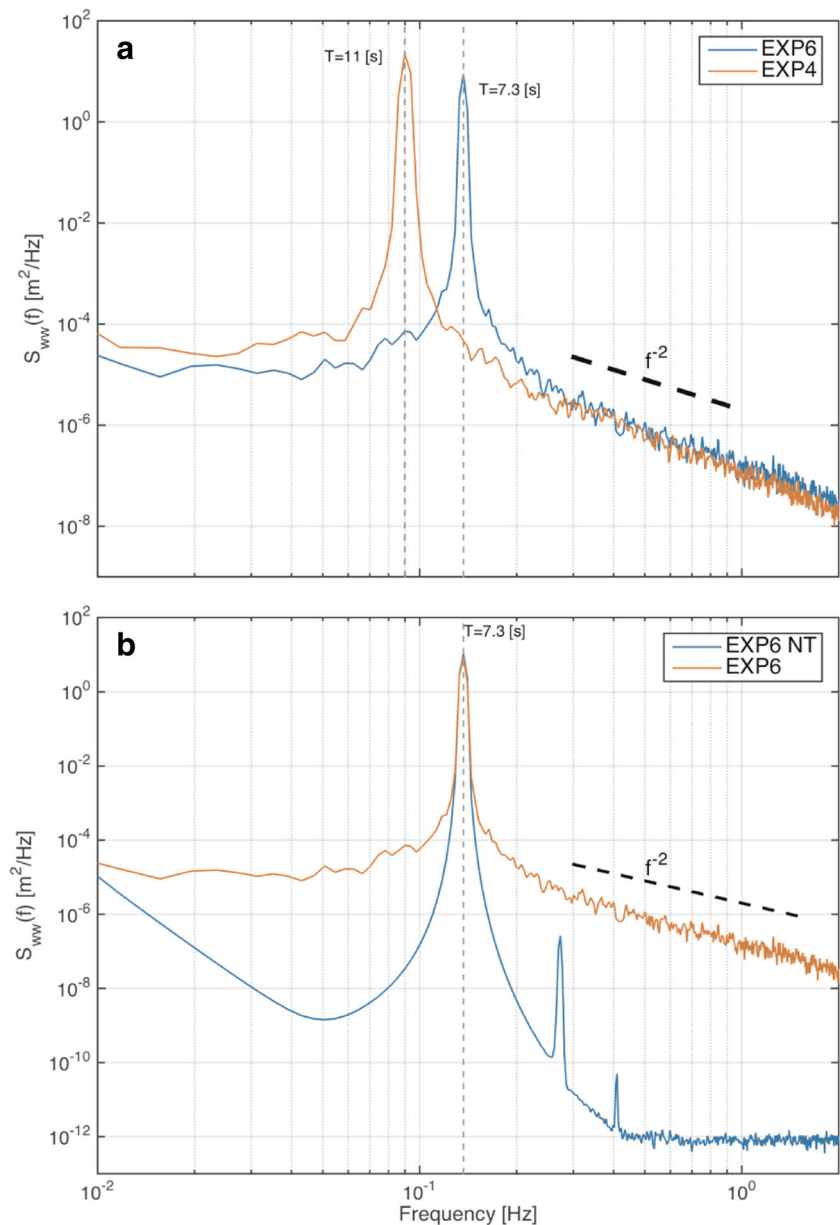 a
T=11 [s]
T=7.3 [s]
EXP6
EXP4
10^2
10^0
10^-2
10^-4
10^-6
10^-8
S_ww(f) [m^2/Hz]
f^-2
b
T=7.3 [s]
EXP6 NT
EXP6
10^2
10^0
10^-2
10^-4
10^-6
10^-8
10^-10
10^-12
S_ww(f) [m^2/Hz]
f^-2
10^-2
10^-1
10^0
Frequency [Hz]